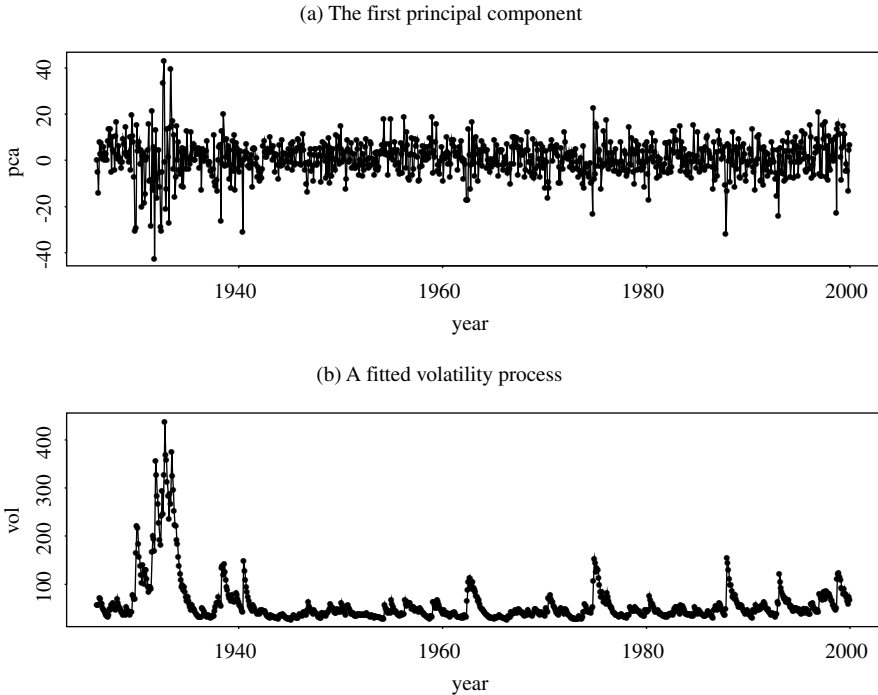 (a) The first principal component
40
20
0
-20
-40
pca
1940 1960 1980 2000
year
(b) A fitted volatility process
400
300
200
100
vol
1940 1960 1980 2000
year